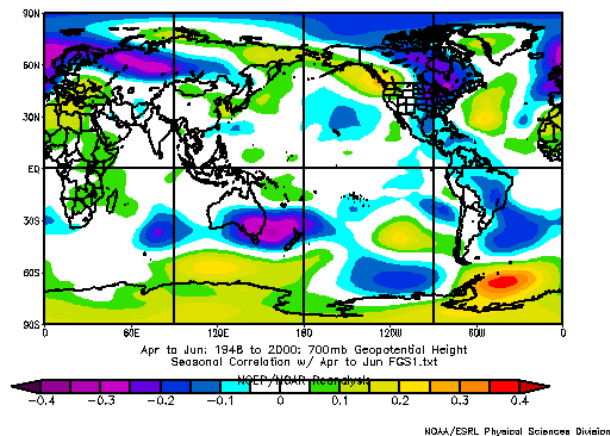 90N
60N
30N
EQ
30S
60S
90S
0 60E 120E 180 120W 60W 0
Apr to Jun: 1948 to 2000: 700mb Geopotential Height
Seasonal Correlation w/ Apr to Jun FGS1.txt
NCEP/NCAR Reanalysis
-0.4 -0.3 -0.2 -0.1 0 0.1 0.2 0.3 0.4
NOAA/ESRL Physical Sciences Division